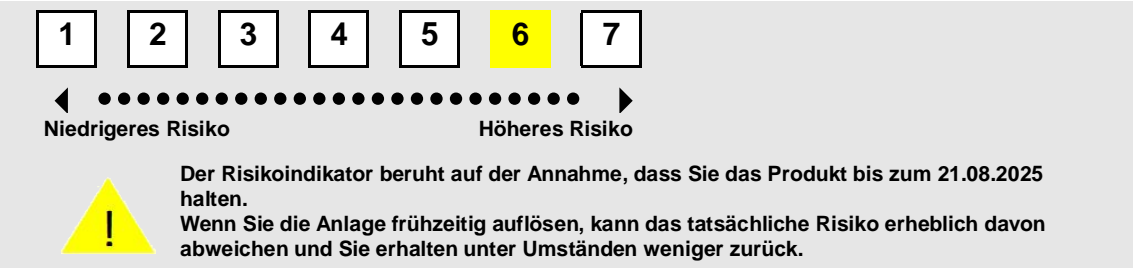 1 2 3 4 5 6 7
Niedrigeres Risiko Höheres Risiko
Der Risikoindikator beruht auf der Annahme, dass Sie das Produkt bis zum 21.08.2025
halten.
Wenn Sie die Anlage frühzeitig auflösen, kann das tatsächliche Risiko erheblich davon
abweichen und Sie erhalten unter Umständen weniger zurück.
!